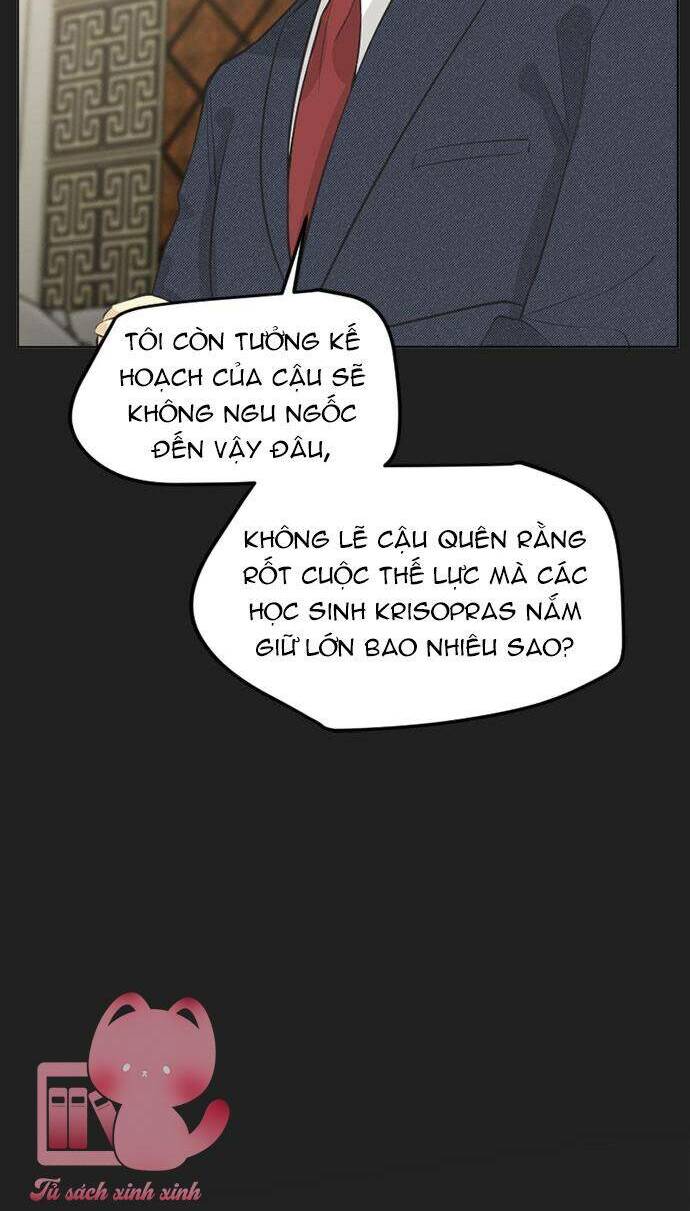 TÔI CÒN TƯỞNG KẾ
HOẠCH CỦA CẬU SẼ
KHÔNG NGU NGỐC
ĐẾN VẬY ĐÂU,
KHÔNG LẼ CẬU QUÊN RẰNG
RỐT CUỘC THẾ LỰC MÀ CÁC
HỌC SINH KRISOPRAS NẮM
GIỮ LỚN BAO NHIÊU SAO?
Tủ sách xinh xinh